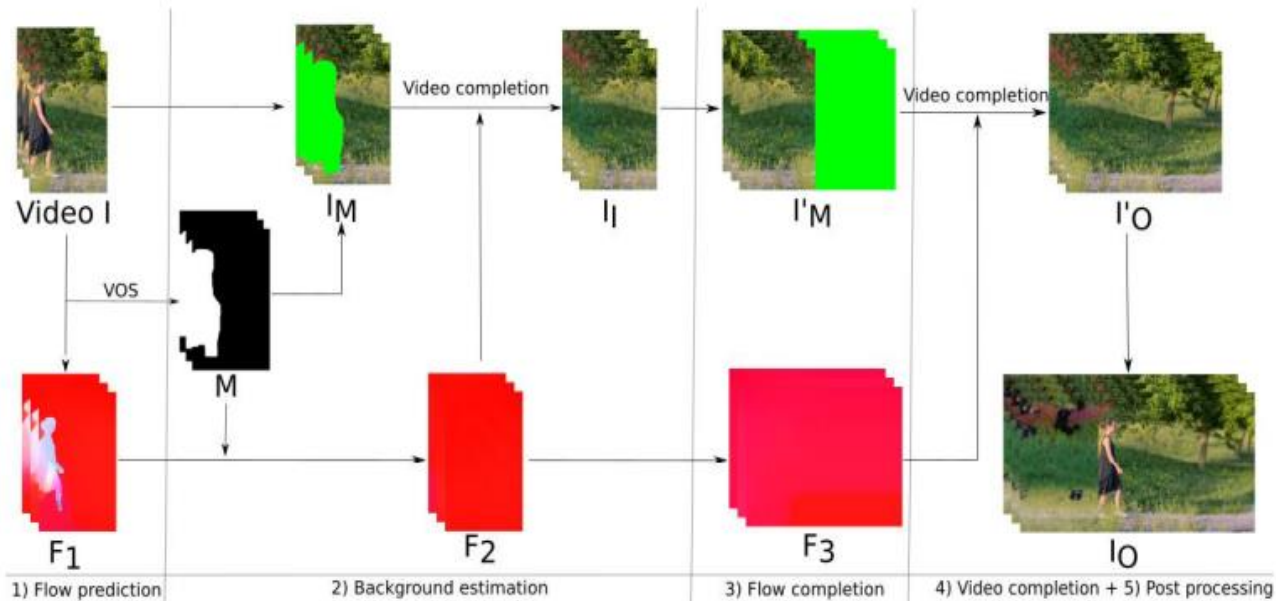 Video completion
Video completion
Video I
I_M
I_I
I'_M
I'_O
VOS
M
F_1
F_2
F_3
I_O
1) Flow prediction
2) Background estimation
3) Flow completion
4) Video completion + 5) Post processing